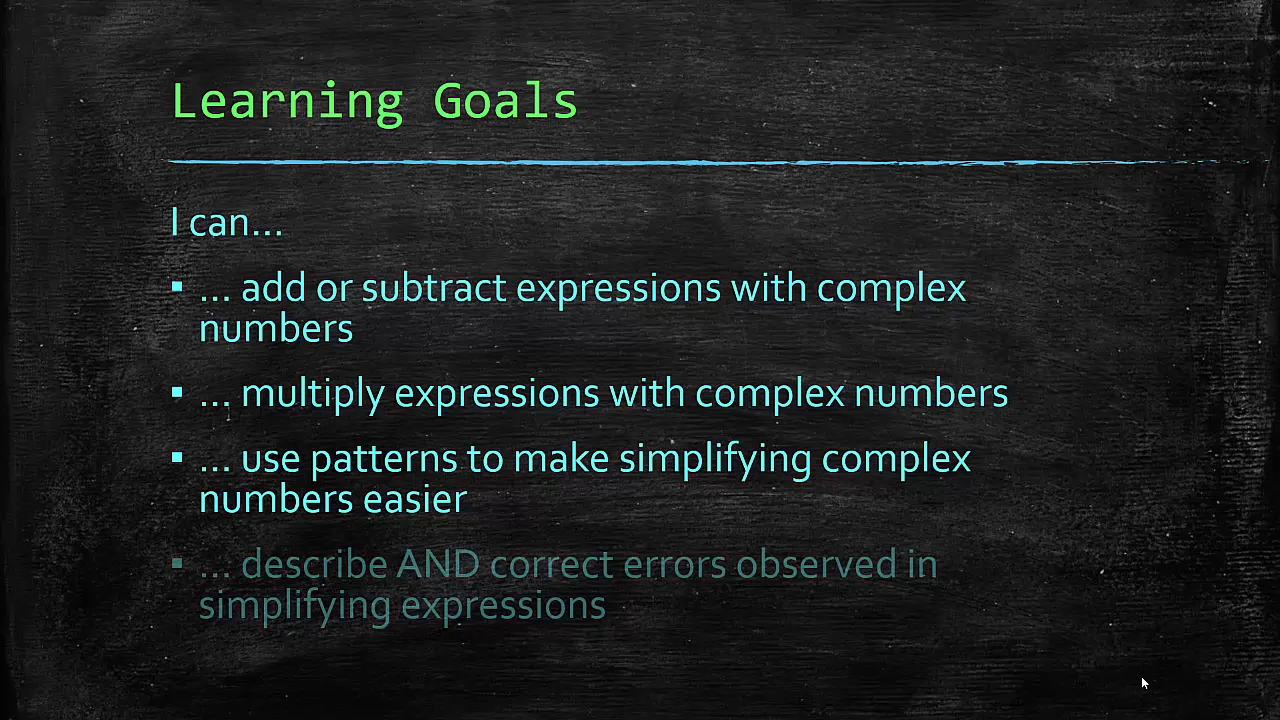 Learning Goals
I can...
▪ ... add or subtract expressions with complex
numbers
▪ ... multiply expressions with complex numbers
▪ ... use patterns to make simplifying complex
numbers easier
▪ ... describe AND correct errors observed in
simplifying expressions